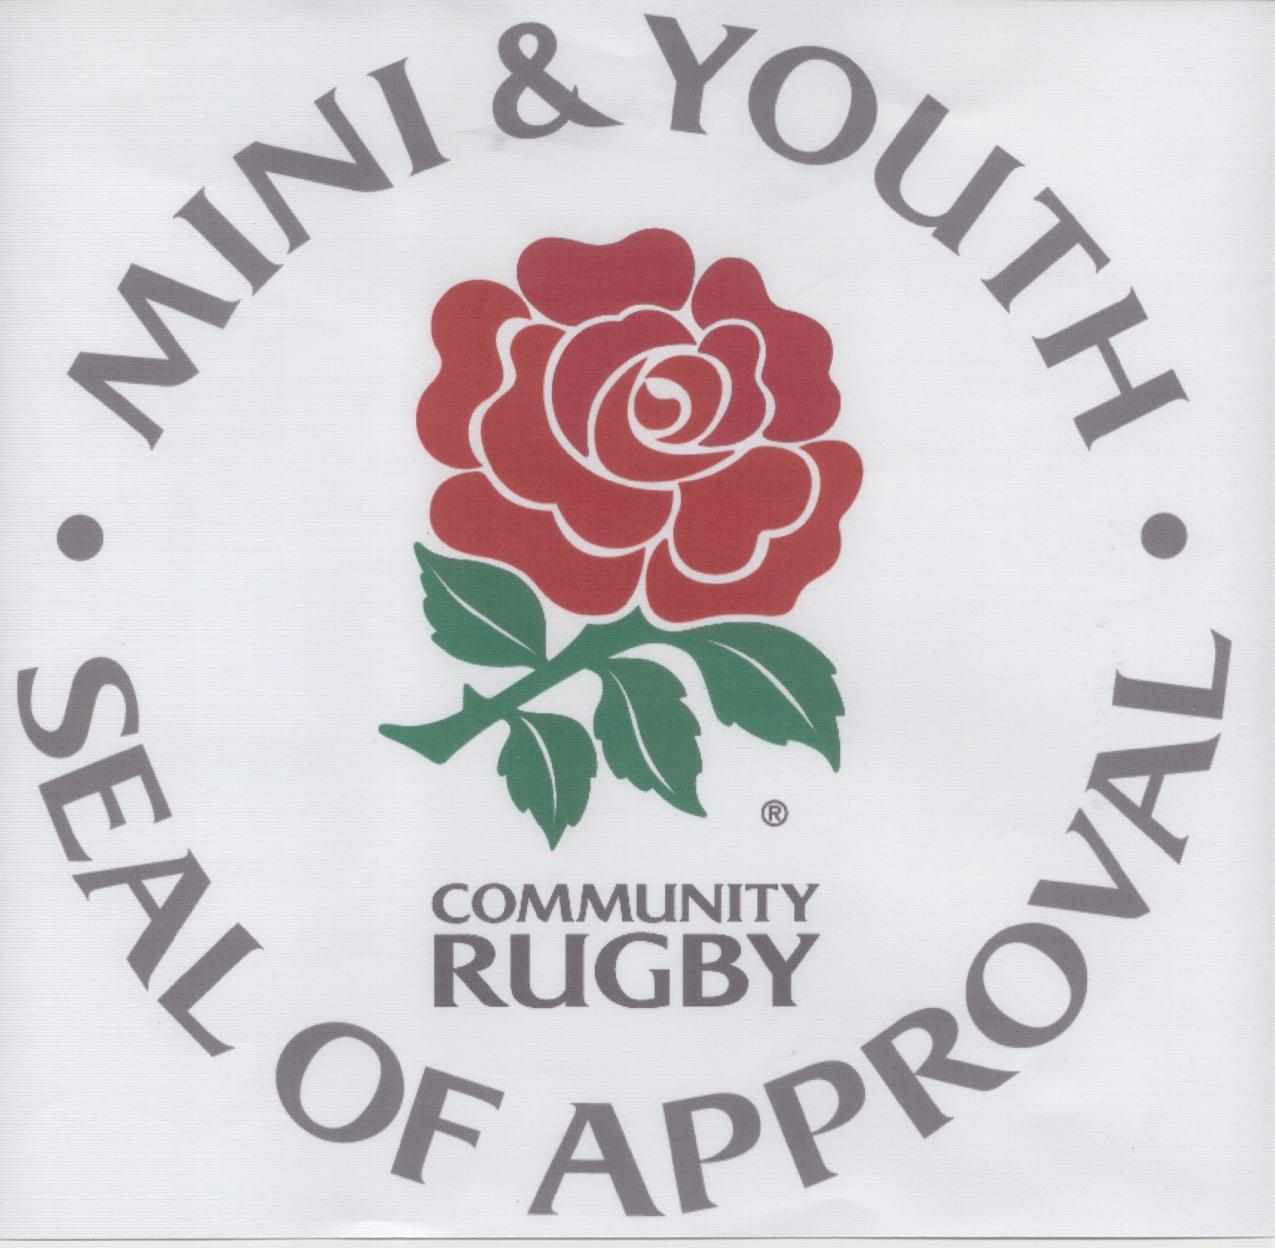 MINI & YOUTH
®
COMMUNITY
RUGBY
SEAL OF APPROVAL